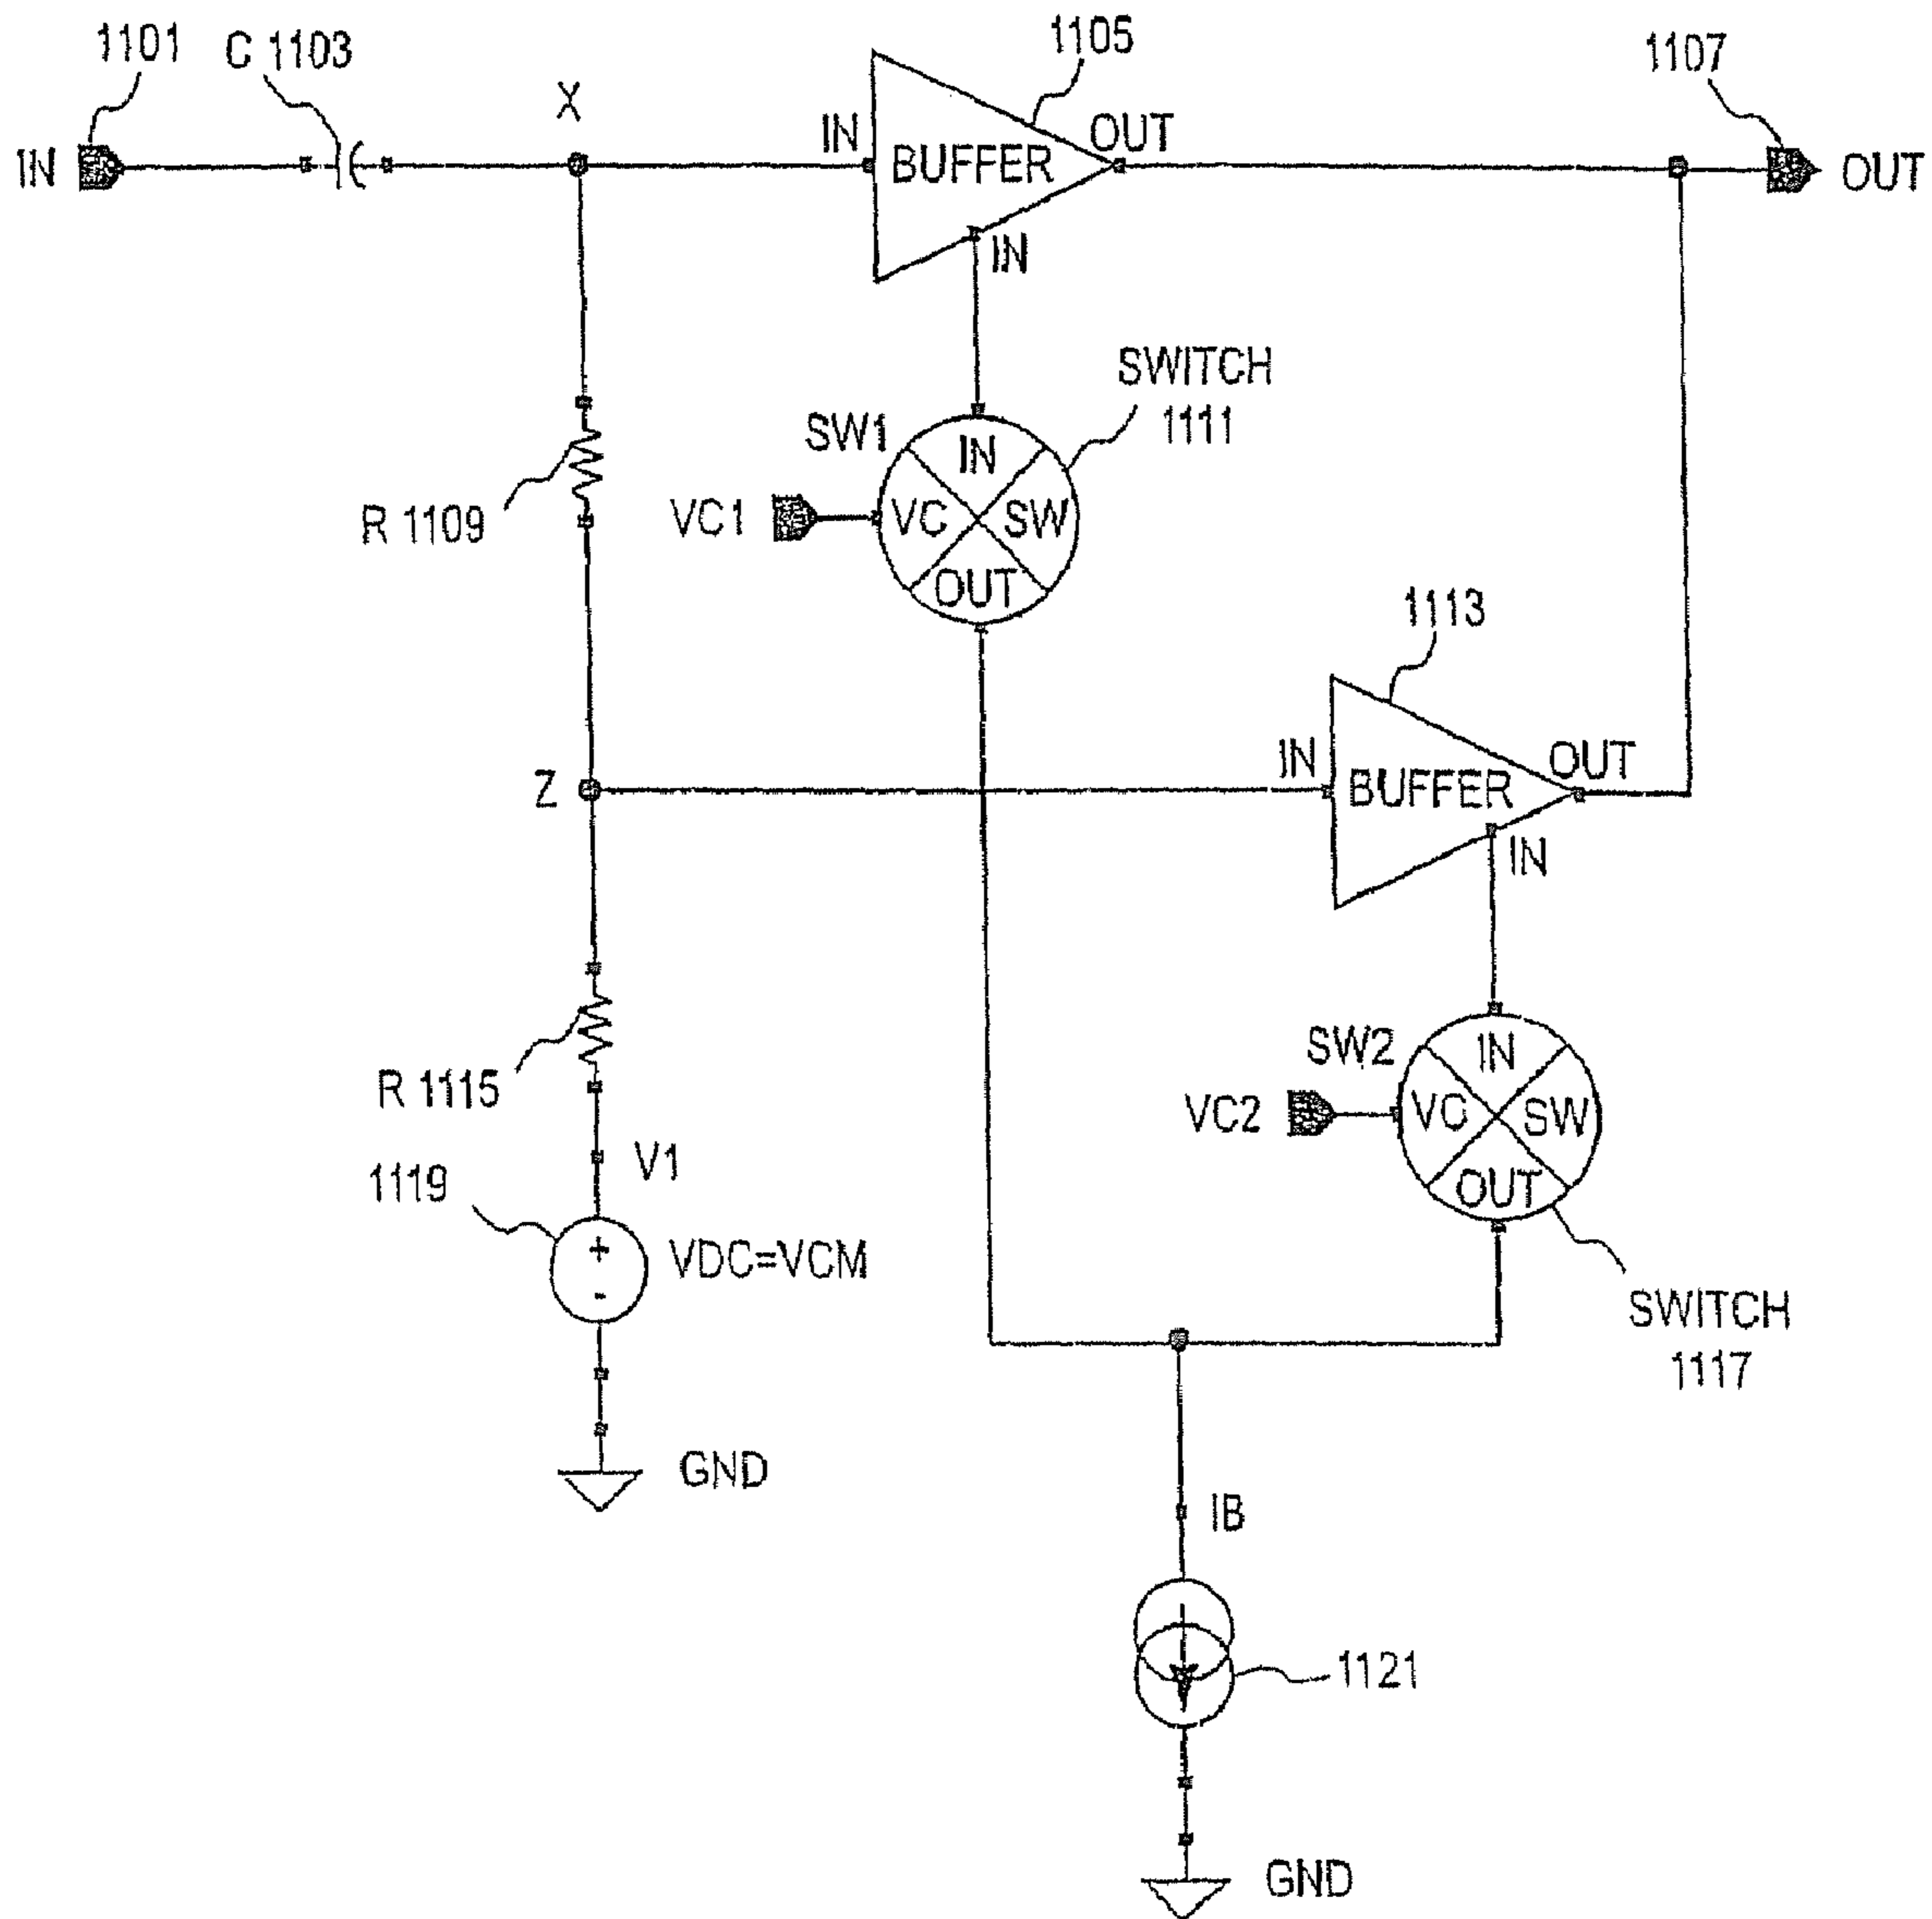 1101
C 1103
1105
1107
X
IN
IN
BUFFER
OUT
OUT
IN
SWITCH
1111
SW1
IN
R 1109
VC1
VC
SW
OUT
1113
Z
IN
BUFFER
OUT
IN
SW2
IN
R 1115
VC2
VC
SW
V1
OUT
1119
+
VDC=VCM
-
SWITCH
1117
GND
IB
1121
GND